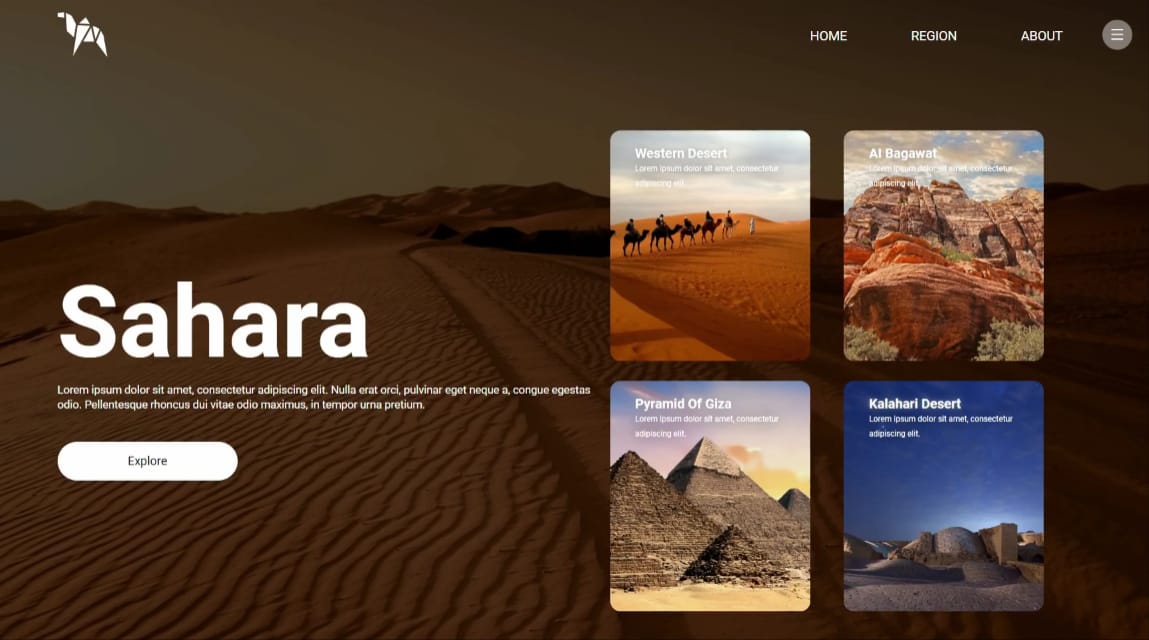 HOME REGION ABOUT
Sahara
Lorem ipsum dolor sit amet, consectetur adipiscing elit. Nulla erat orci, pulvinar eget neque a, congue egestas
odio. Pellentesque rhoncus dui vitae odio maximus, in tempor urna pretium.
Explore
Western Desert
Lorem ipsum dolor sit amet, consectetur
adipiscing elit.
Al Bagawat
Lorem ipsum dolor sit amet, consectetur
adipiscing elit.
Pyramid Of Giza
Lorem ipsum dolor sit amet, consectetur
adipiscing elit.
Kalahari Desert
Lorem ipsum dolor sit amet, consectetur
adipiscing elit.